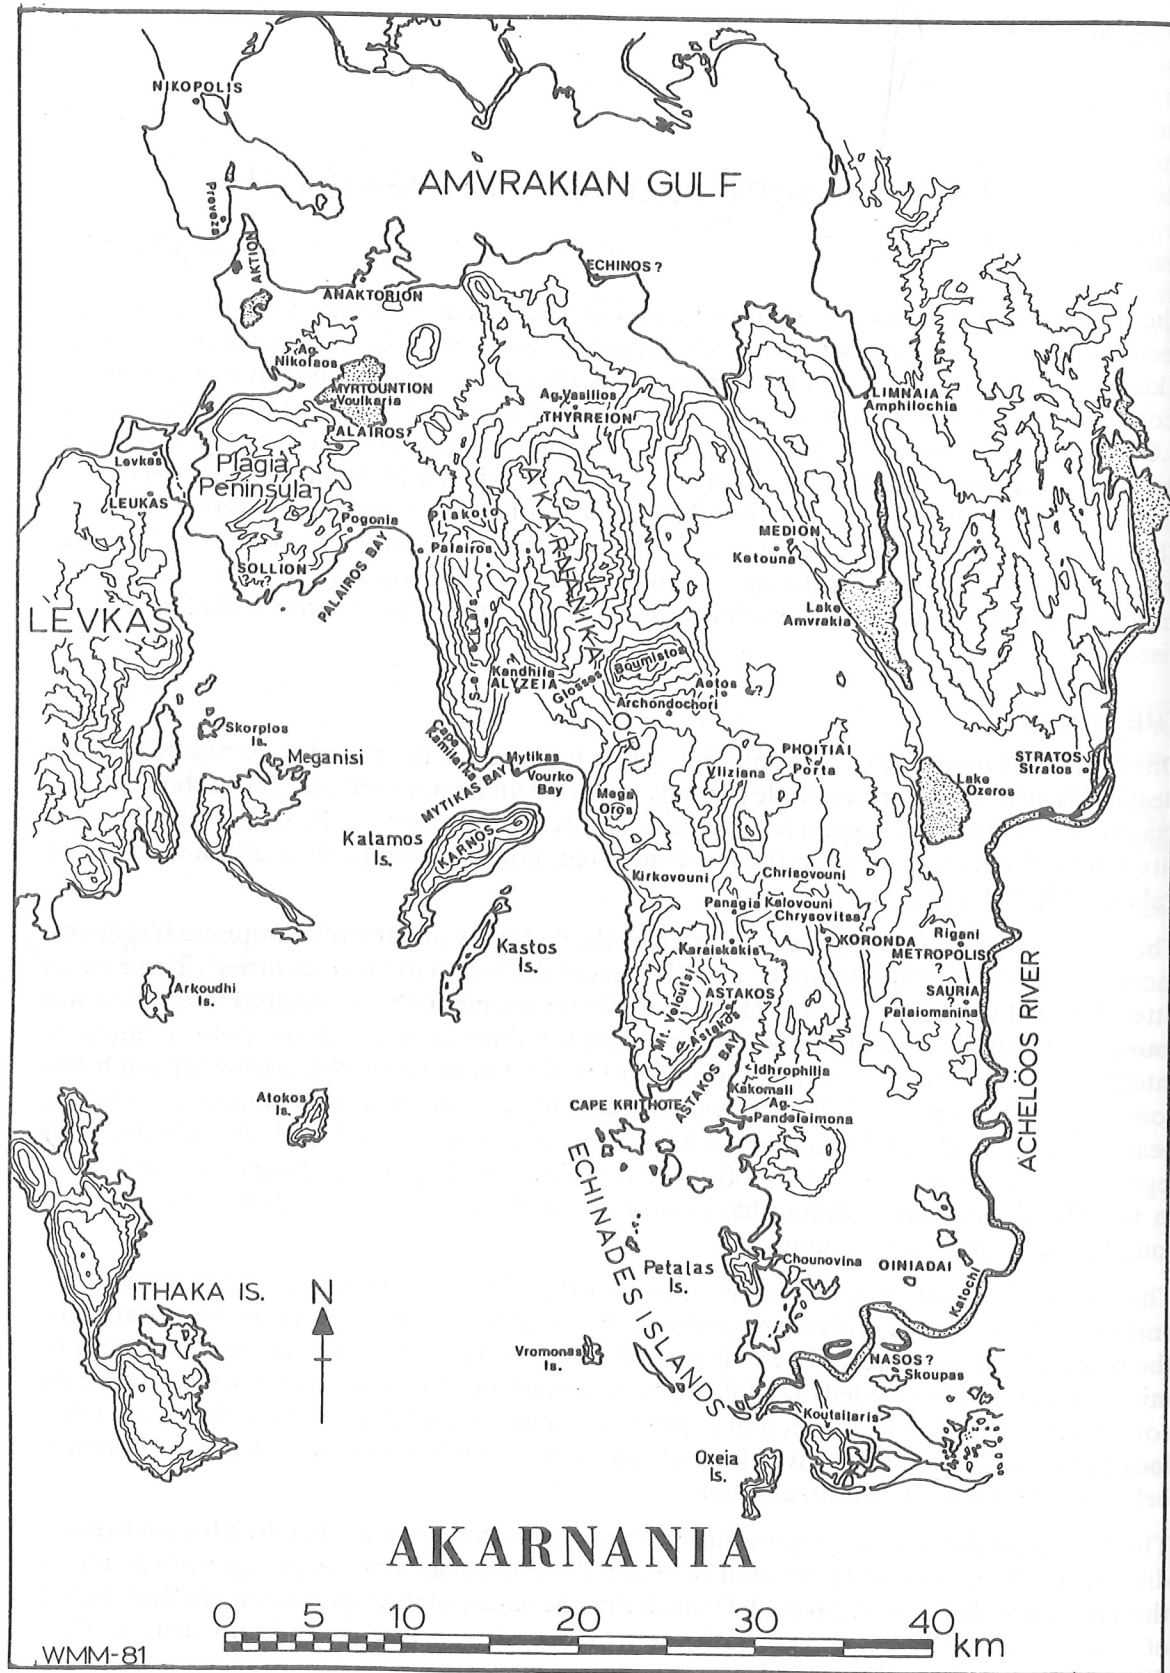 NIKOPOLIS
Preveza
AMVRAKIAN GULF
AKTION
ANAKTORION
ECHINOS ?
Ag.
Nikolaos
MYRTOUNTION
Voulkaria
PALAIROS
Ag. Vasilios
THYRREION
LIMNAIA
Amphilochia
Levkas
LEUKAS
Plagia
Peninsula
Pogonia
Plakoto
Palairos
SOLLION
? ?
PALAIROS BAY
AKARNANIKA
OR
MEDION
Katouna
Lake
Amvrakia
LEVKAS
Serekas
Kandhila
ALYZEIA
Glosses
Boumistos
Aetos
?
Archondochori
Skorpios
Is.
Meganisi
Cape
Kamilafka
MYTIKAS BAY
Mytikas
Vourko
Bay
Mega
Oros
Vliziana
PHOITIAI
Porta
STRATOS
Stratos
Lake
Ozeros
Kalamos
Is.
KARNOS
Kirkovouni
Chrisovouni
Panagia
Kalovouni
Chrysovitsa
Kastos
Is.
Karaiskakis
KORONDA
Rigani
METROPOLIS
?
Arkoudhi
Is.
Mt. Veloutsi
ASTAKOS
Astakos
SAURIA
?
Palaiomanina
ACHELÖOS RIVER
Atokos
Is.
CAPE KRITHOTE
ASTAKOS BAY
Idhrophilia
Kakomali
Ag.
Pandeleimona
ECHINADES ISLANDS
Petalas
Is.
Chounovina
OINIADAI
Katochi
ITHAKA IS.
N
Vromonas
Is.
NASOS?
Skoupas
Koutsilaris
Oxeia
Is.
AKARNANIA
0 5 10 20 30 40 km
WMM-81